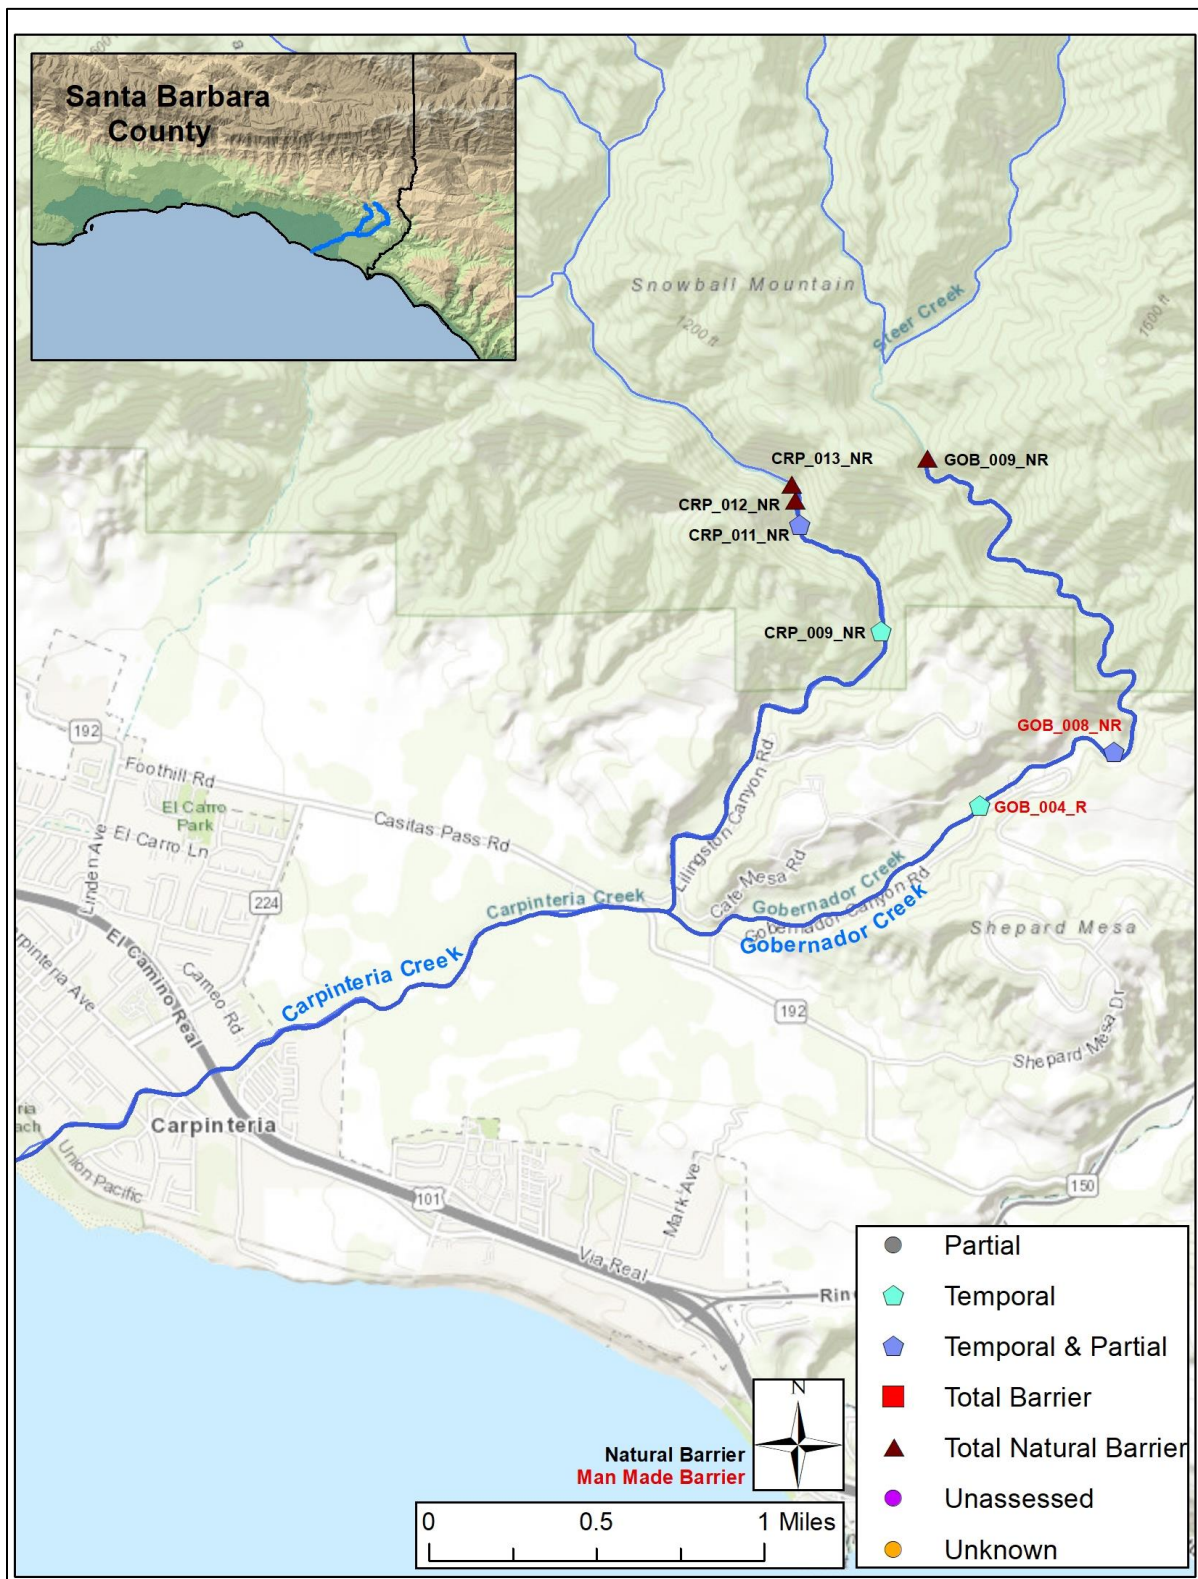 Santa Barbara
County
Snowball Mountain
1200 ft
Steer Creek
1600 ft
CRP_013_NR
GOB_009_NR
CRP_012_NR
CRP_011_NR
CRP_009_NR
GOB_008_NR
GOB_004_R
192
Foothill Rd
El Carro
Park
El Carro Ln
Linden Ave
Casitas Pass Rd
Lillingston Canyon Rd
Cate Mesa Rd
224
Carpinteria Creek
Gobernador Creek
Gobernador Canyon Rd
Gobernador Creek
Shepard Mesa
Carpinteria Creek
El Camino Real
Cameo Rd
192
Shepard Mesa Dr
Carpinteria
Union Pacific
101
Mark Ave
150
Via Real
N
Natural Barrier
Man Made Barrier
0 0.5 1 Miles
Partial
Temporal
Temporal & Partial
Total Barrier
Total Natural Barrier
Unassessed
Unknown